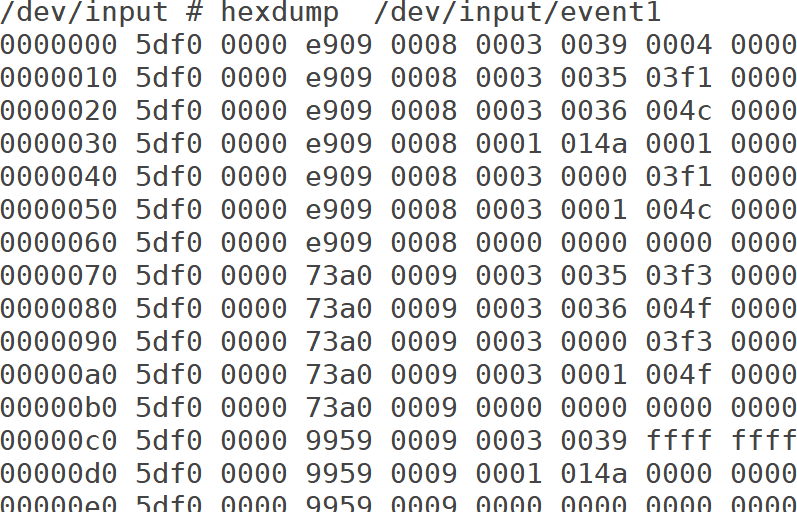 /dev/input # hexdump  /dev/input/event1
0000000 5df0 0000 e909 0008 0003 0039 0004 0000
0000010 5df0 0000 e909 0008 0003 0035 03f1 0000
0000020 5df0 0000 e909 0008 0003 0036 004c 0000
0000030 5df0 0000 e909 0008 0001 014a 0001 0000
0000040 5df0 0000 e909 0008 0003 0000 03f1 0000
0000050 5df0 0000 e909 0008 0003 0001 004c 0000
0000060 5df0 0000 e909 0008 0000 0000 0000 0000
0000070 5df0 0000 73a0 0009 0003 0035 03f3 0000
0000080 5df0 0000 73a0 0009 0003 0036 004f 0000
0000090 5df0 0000 73a0 0009 0003 0000 03f3 0000
00000a0 5df0 0000 73a0 0009 0003 0001 004f 0000
00000b0 5df0 0000 73a0 0009 0000 0000 0000 0000
00000c0 5df0 0000 9959 0009 0003 0039 ffff ffff
00000d0 5df0 0000 9959 0009 0001 014a 0000 0000
00000e0 5df0 0000 9959 0009 0000 0000 0000 0000